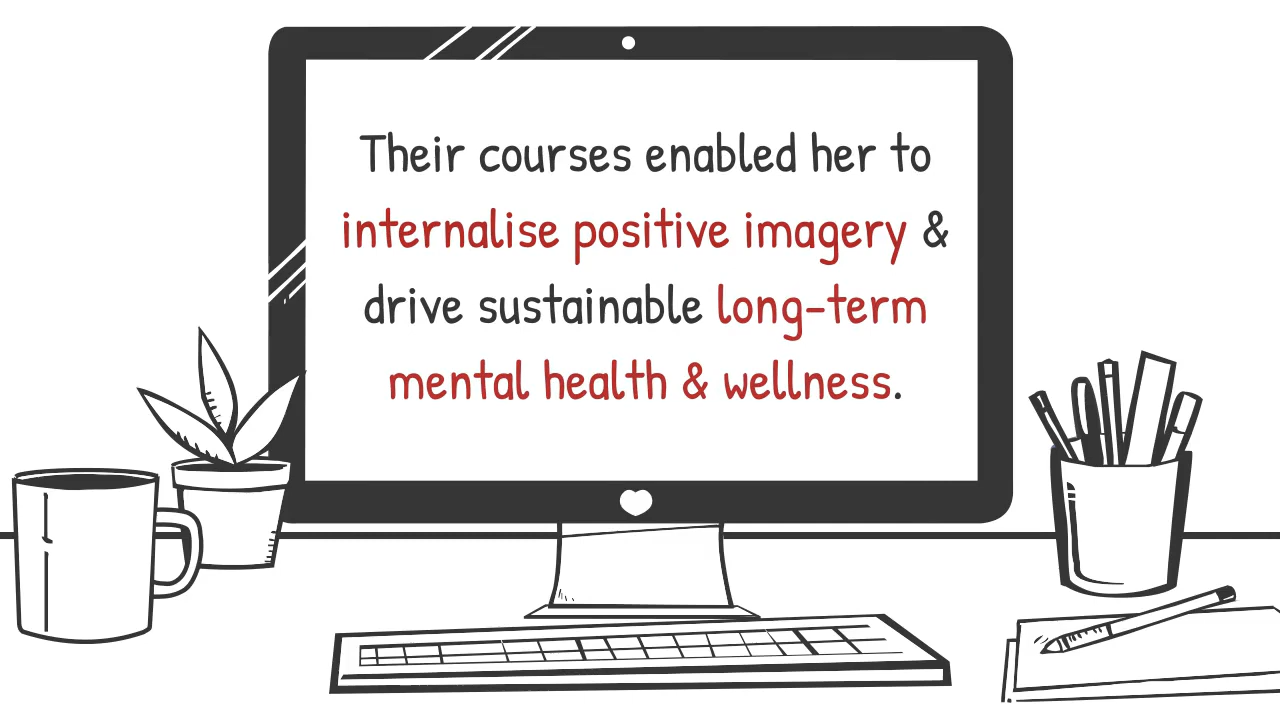 Their courses enabled her to
internalise positive imagery &
drive sustainable long-term
mental health & wellness.